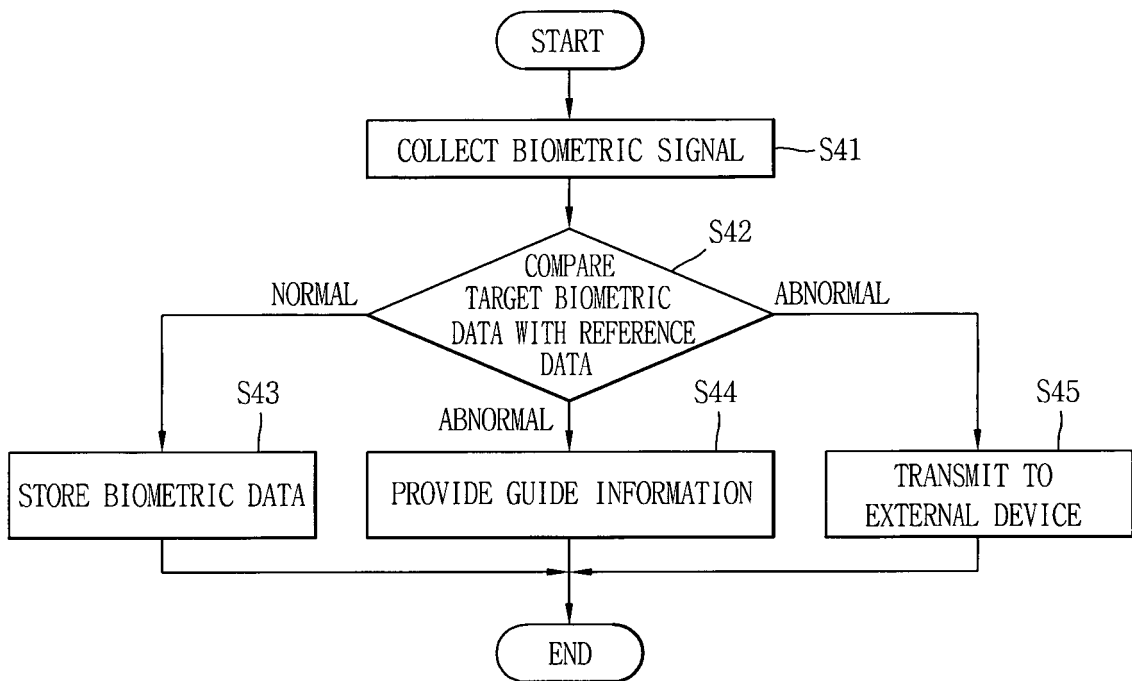 START
COLLECT BIOMETRIC SIGNAL
S41
S42
COMPARE
TARGET BIOMETRIC
DATA WITH REFERENCE
DATA
NORMAL
ABNORMAL
ABNORMAL
S43
S44
S45
STORE BIOMETRIC DATA
PROVIDE GUIDE INFORMATION
TRANSMIT TO
EXTERNAL DEVICE
END